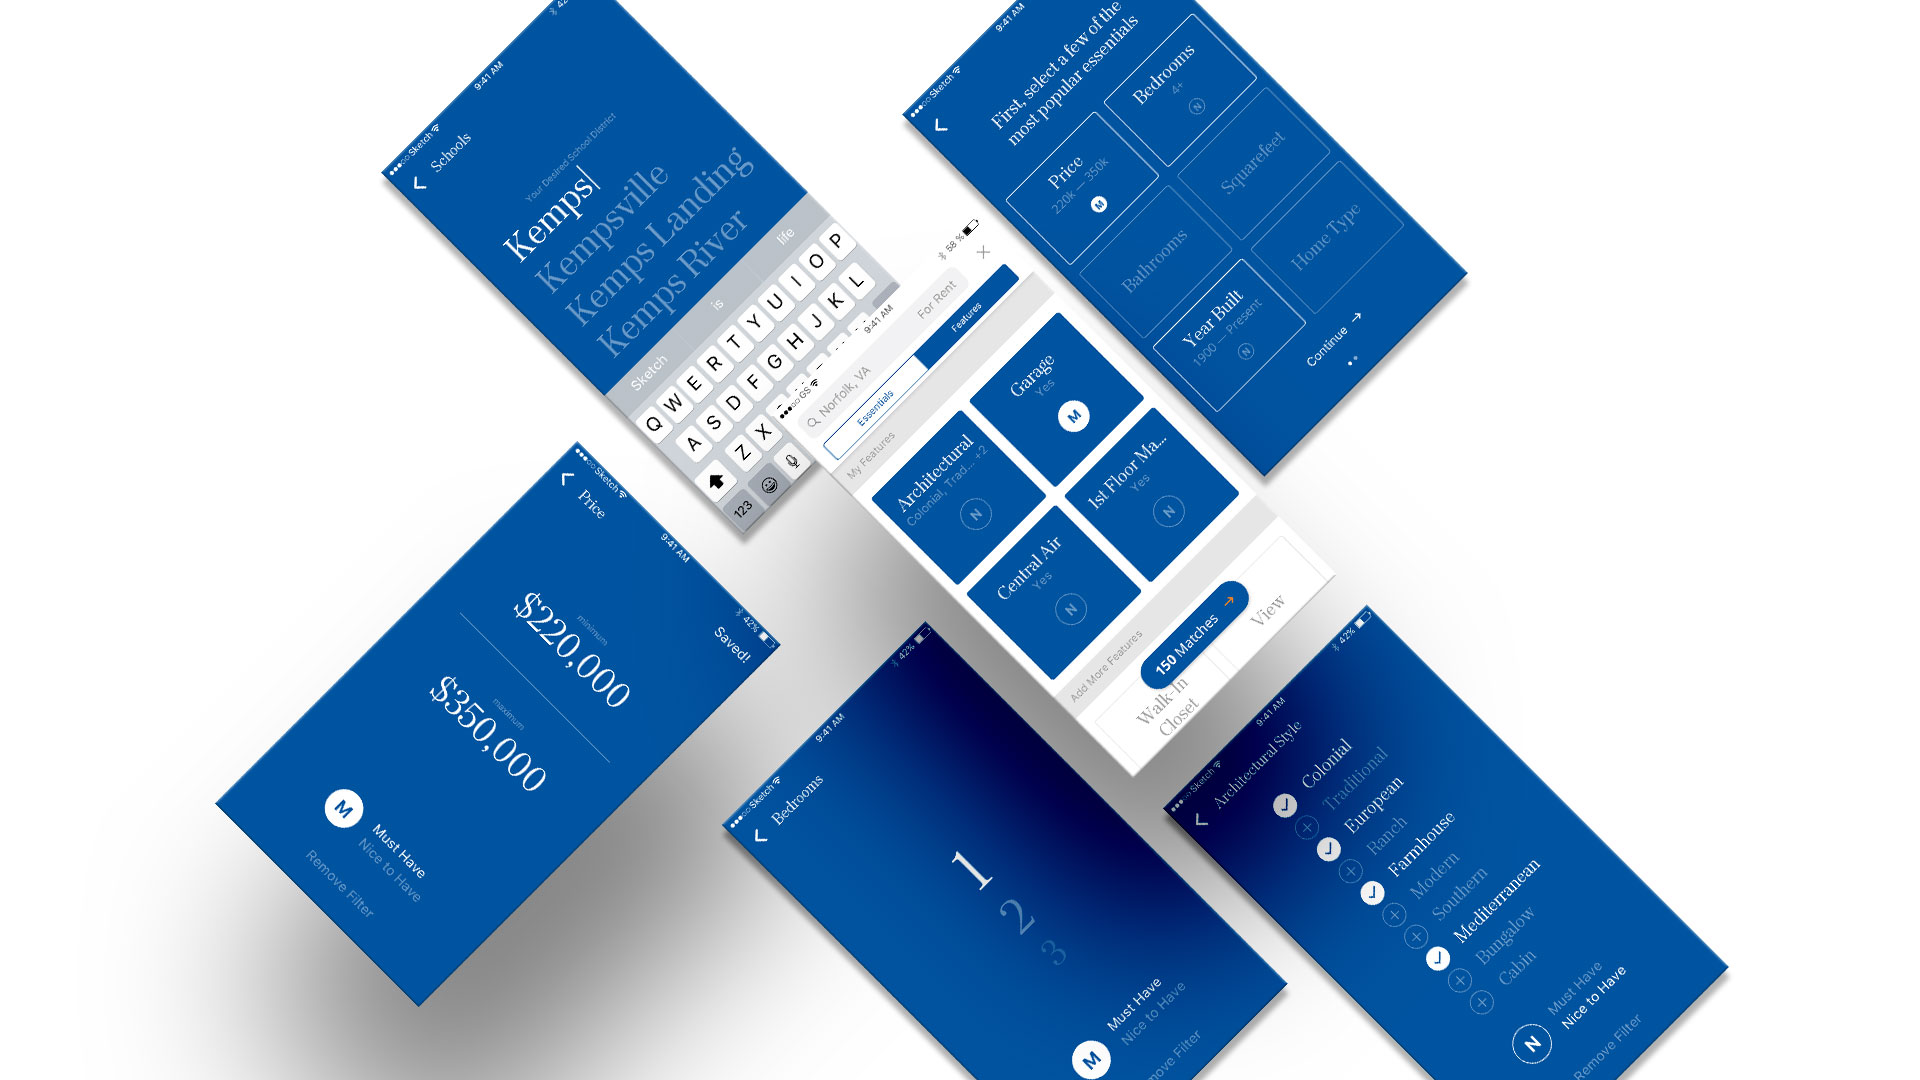 42
9:41 AM
Sketch
Schools
Your Desired School District
Kemps
Kempsville
Kemps Landing
Kemps River
Sketch
is
life
Q W E R T Y U I O P
A S D F G H J K L
Z X
123
9:41 AM
Sketch
First, select a few of the
most popular essentials
Price
220k — 350k
M
Bedrooms
4+
N
Bathrooms
Squarefeet
Year Built
1900 — Present
N
Home Type
Continue →
GS
9:41 AM
58 %
Norfolk, VA
For Rent
Essentials
Features
My Features
Architectural
Colonial, Trad... +2
N
Garage
Yes
M
Central Air
Yes
N
1st Floor Ma...
Yes
N
Add More Features
150 Matches →
Walk-In
Closet
View
Sketch
9:41 AM
42%
Price
Saved!
minimum
$220,000
maximum
$350,000
M
Must Have
Nice to Have
Remove Filter
Sketch
9:41 AM
42%
Bedrooms
1
2
3
M
Must Have
Nice to Have
move Filter
Sketch
9:41 AM
42%
Architectural Style
Colonial
Traditional
European
Ranch
Farmhouse
Modern
Southern
Mediterranean
Bungalow
Cabin
N
Must Have
Nice to Have
Remove Filter